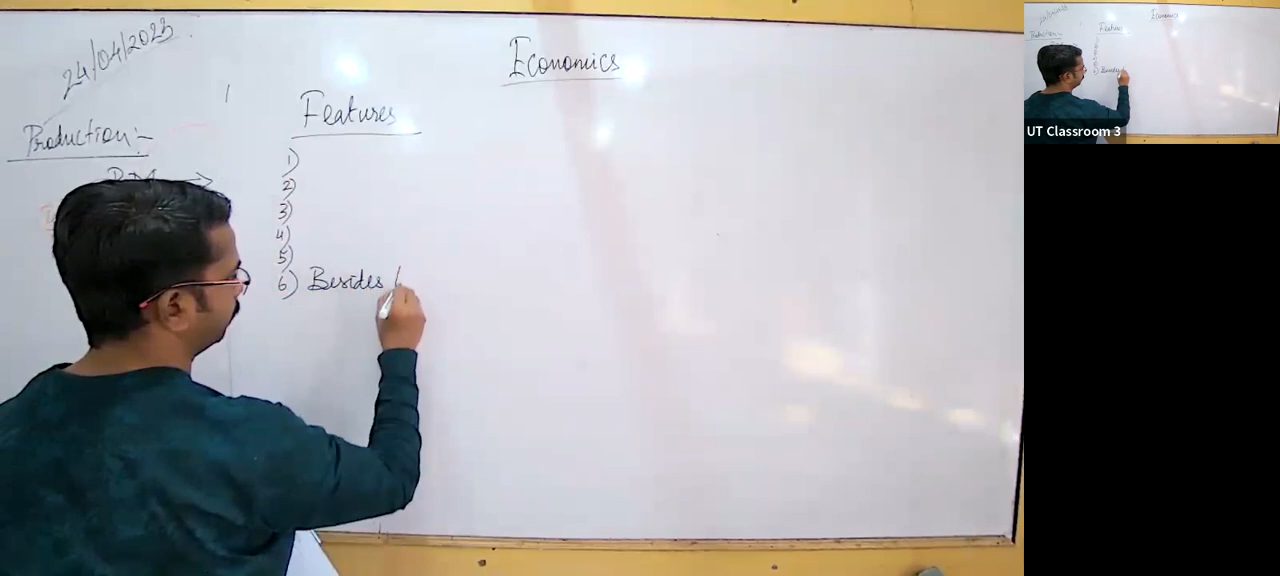 24/04/2023
Economics
Features
Production:-
1)
2)
3)
4)
5)
6) Besides /
UT Classroom 3